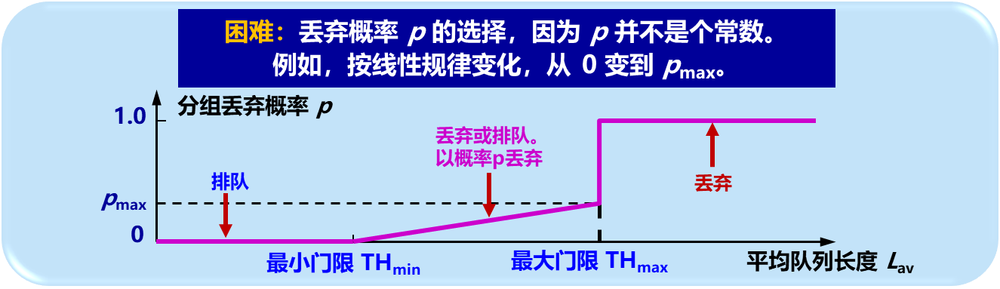 困难：丢弃概率 p 的选择，因为 p 并不是个常数。
例如，按线性规律变化，从 0 变到 pmax。
分组丢弃概率 p
1.0
丢弃或排队。
以概率p丢弃
排队
丢弃
pmax
0
最小门限 THmin
最大门限 THmax
平均队列长度 Lav